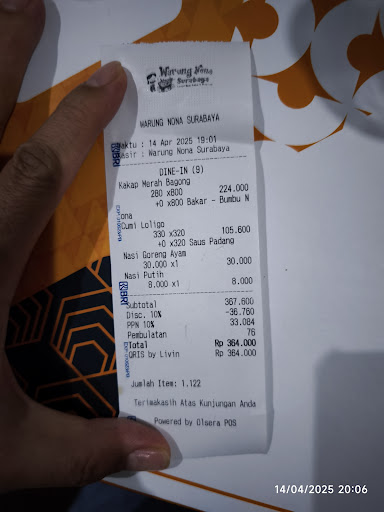 Warung Nona
Surabaya
WARUNG NONA SURABAYA
aktu : 14 Apr 2025 19:01
asir : Warung Nona Surabaya
DINE-IN (9)
Kakap Merah Bagong
280 x800 224.000
+0 x800 Bakar - Bumbu N
ona
Cumi Loligo
330 x320 105.600
+0 x320 Saus Padang
Nasi Goreng Ayam
30.000 x1 30.000
Nasi Putih
8.000 x1 8.000
Subtotal 367.600
Disc. 10% -36.760
PPN 10% 33.084
Pembulatan 76
Total Rp 364.000
QRIS by Livin Rp 364.000
Jumlah Item: 1.122
Terimakasih Atas Kunjungan Anda
Powered by Olsera POS
BRI
BRI
14/04/2025 20:06